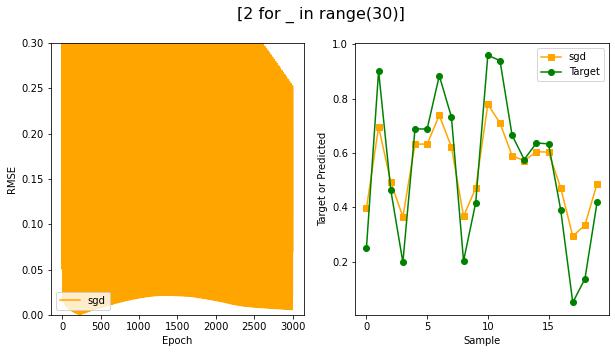 [2 for _ in range(30)]
0.30
0.25
0.20
0.15
0.10
0.05
0.00
RMSE
sgd
0 500 1000 1500 2000 2500 3000
Epoch
1.0
0.8
0.6
0.4
0.2
Target or Predicted
sgd
Target
0 5 10 15
Sample